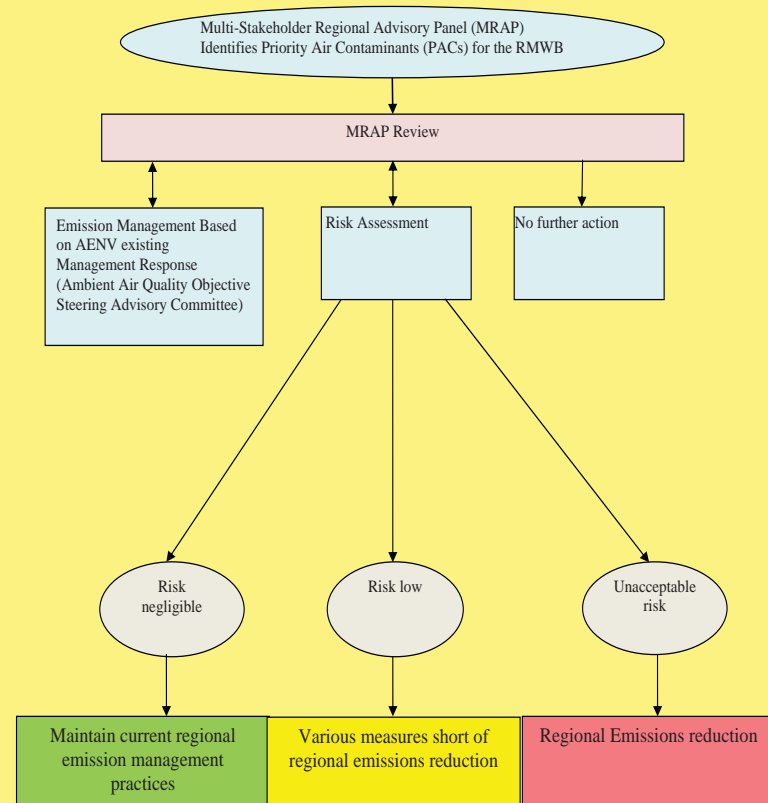 Multi-Stakeholder Regional Advisory Panel (MRAP)
Identifies Priority Air Contaminants (PACs) for the RMWB
MRAP Review
Emission Management Based
on AENV existing
Management Response
(Ambient Air Quality Objective
Steering Advisory Committee)
Risk Assessment
No further action
Risk
negligible
Risk low
Unacceptable
risk
Maintain current regional
emission management
practices
Various measures short of
regional emissions reduction
Regional Emissions reduction